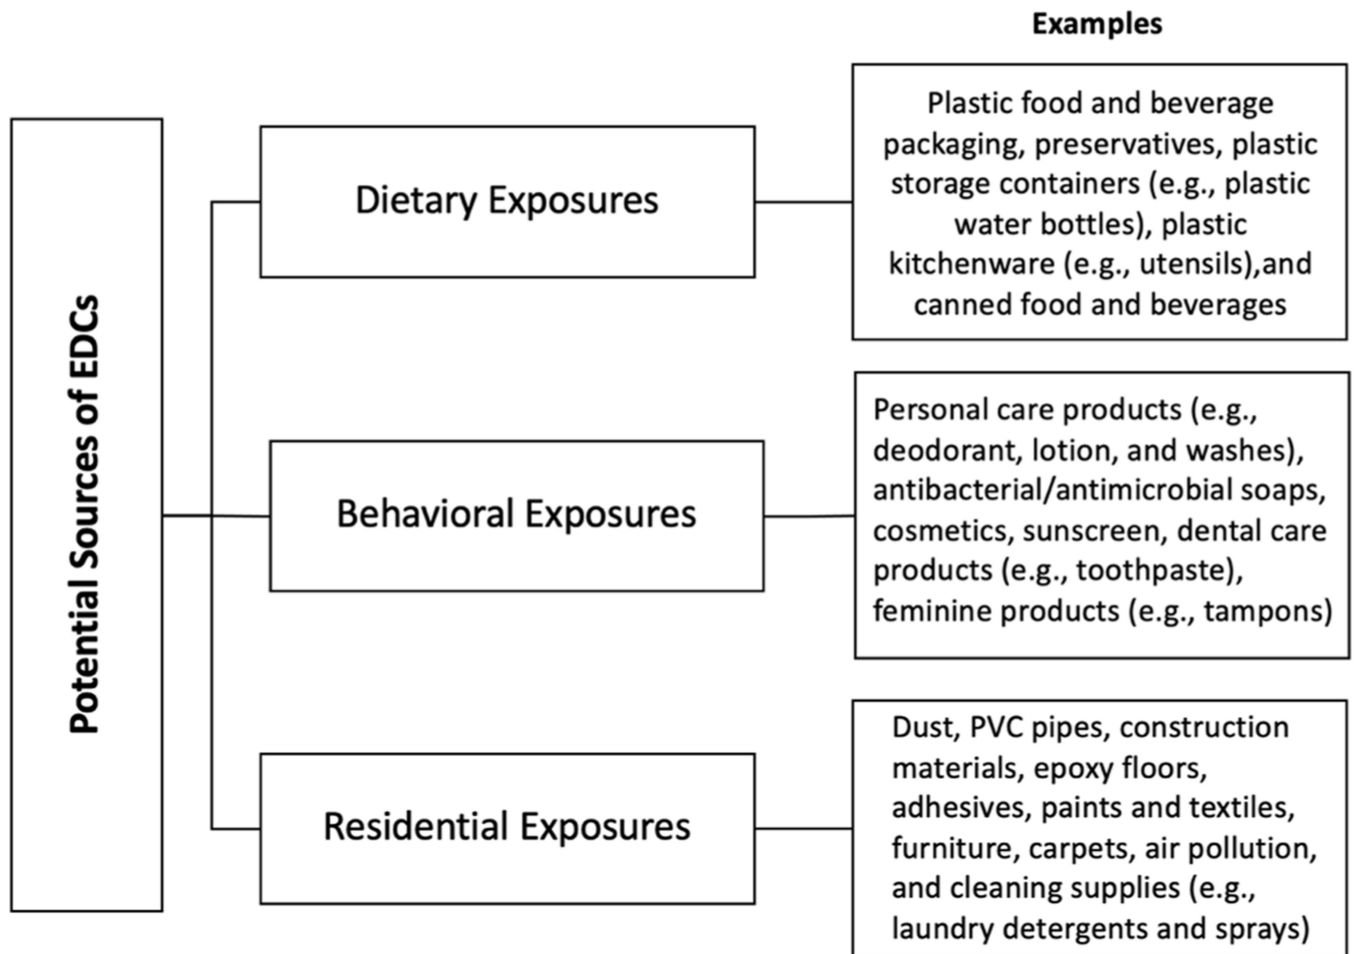 Examples
Potential Sources of EDCs
Dietary Exposures
Plastic food and beverage
packaging, preservatives, plastic
storage containers (e.g., plastic
water bottles), plastic
kitchenware (e.g., utensils),and
canned food and beverages
Behavioral Exposures
Personal care products (e.g.,
deodorant, lotion, and washes),
antibacterial/antimicrobial soaps,
cosmetics, sunscreen, dental care
products (e.g., toothpaste),
feminine products (e.g., tampons)
Residential Exposures
Dust, PVC pipes, construction
materials, epoxy floors,
adhesives, paints and textiles,
furniture, carpets, air pollution,
and cleaning supplies (e.g.,
laundry detergents and sprays)